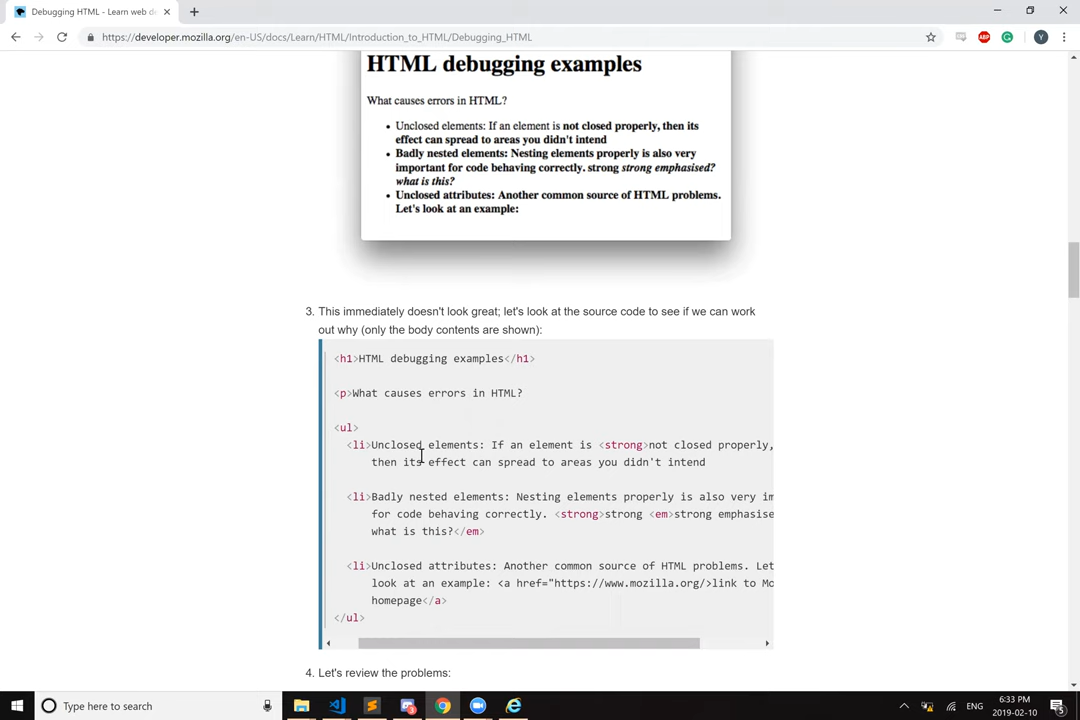 Debugging HTML - Learn web de
https://developer.mozilla.org/en-US/docs/Learn/HTML/Introduction_to_HTML/Debugging_HTML
ABP
G
Y
HTML debugging examples
What causes errors in HTML?
• Unclosed elements: If an element is not closed properly, then its
effect can spread to areas you didn't intend
• Badly nested elements: Nesting elements properly is also very
important for code behaving correctly. strong strong emphasised?
what is this?
• Unclosed attributes: Another common source of HTML problems.
Let's look at an example:
3. This immediately doesn't look great; let's look at the source code to see if we can work
out why (only the body contents are shown):
<h1>HTML debugging examples</h1>
<p>What causes errors in HTML?
<ul>
<li>Unclosed elements: If an element is <strong>not closed properly,
then its effect can spread to areas you didn't intend
<li>Badly nested elements: Nesting elements properly is also very im
for code behaving correctly. <strong>strong <em>strong emphasise
what is this?</em>
<li>Unclosed attributes: Another common source of HTML problems. Let
look at an example: <a href="https://www.mozilla.org/>link to Mo
homepage</a>
</ul>
4. Let's review the problems:
Type here to search
ENG
6:33 PM
2019-02-10